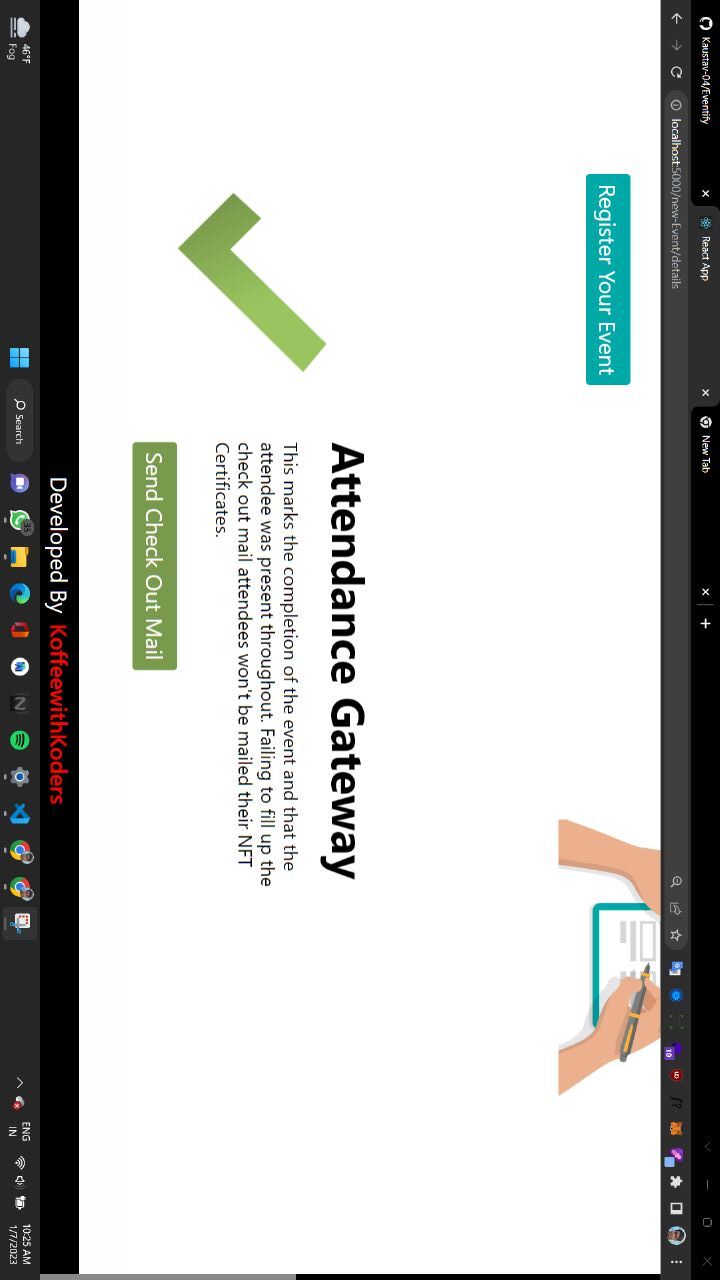 Kaustav-04/Eventify
React App
New Tab
localhost:5000/new-Event/details
Register Your Event
Attendance Gateway
This marks the completion of the event and that the
attendee was present throughout. Failing to fill up the
check out mail attendees won't be mailed their NFT
Certificates.
Send Check Out Mail
Developed By KoffeewithKoders
46°F
Fog
Search
ENG
IN
10:25 AM
1/7/2023